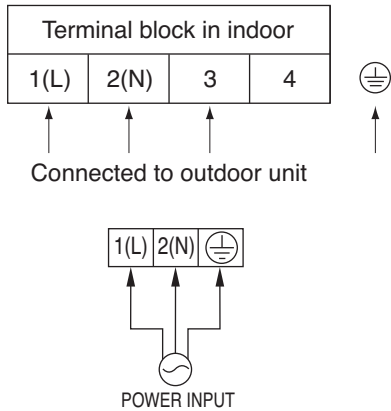 Terminal block in indoor
1(L) 2(N) 3 4
Connected to outdoor unit
1(L) 2(N)
POWER INPUT